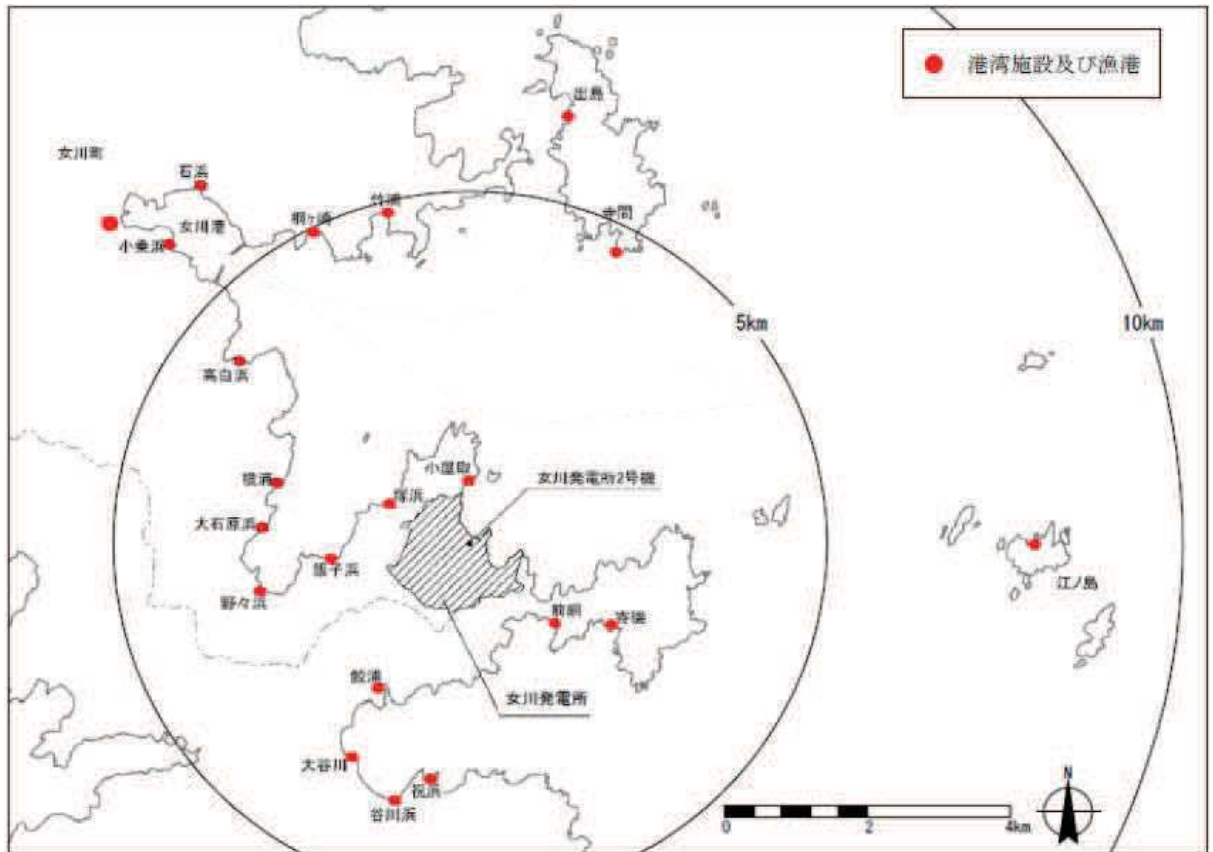 港湾施設及び漁港
出島
女川町
石浜
女川港
小乗浜
桐ヶ崎
竹浦
寺間
5km
10km
高白浜
横浦
小屋取
塚浜
女川発電所2号機
大石原浜
飯子浜
野々浜
江ノ島
前網
寄磯
鮫浦
女川発電所
大谷川
祝浜
谷川浜
N
0 2 4km